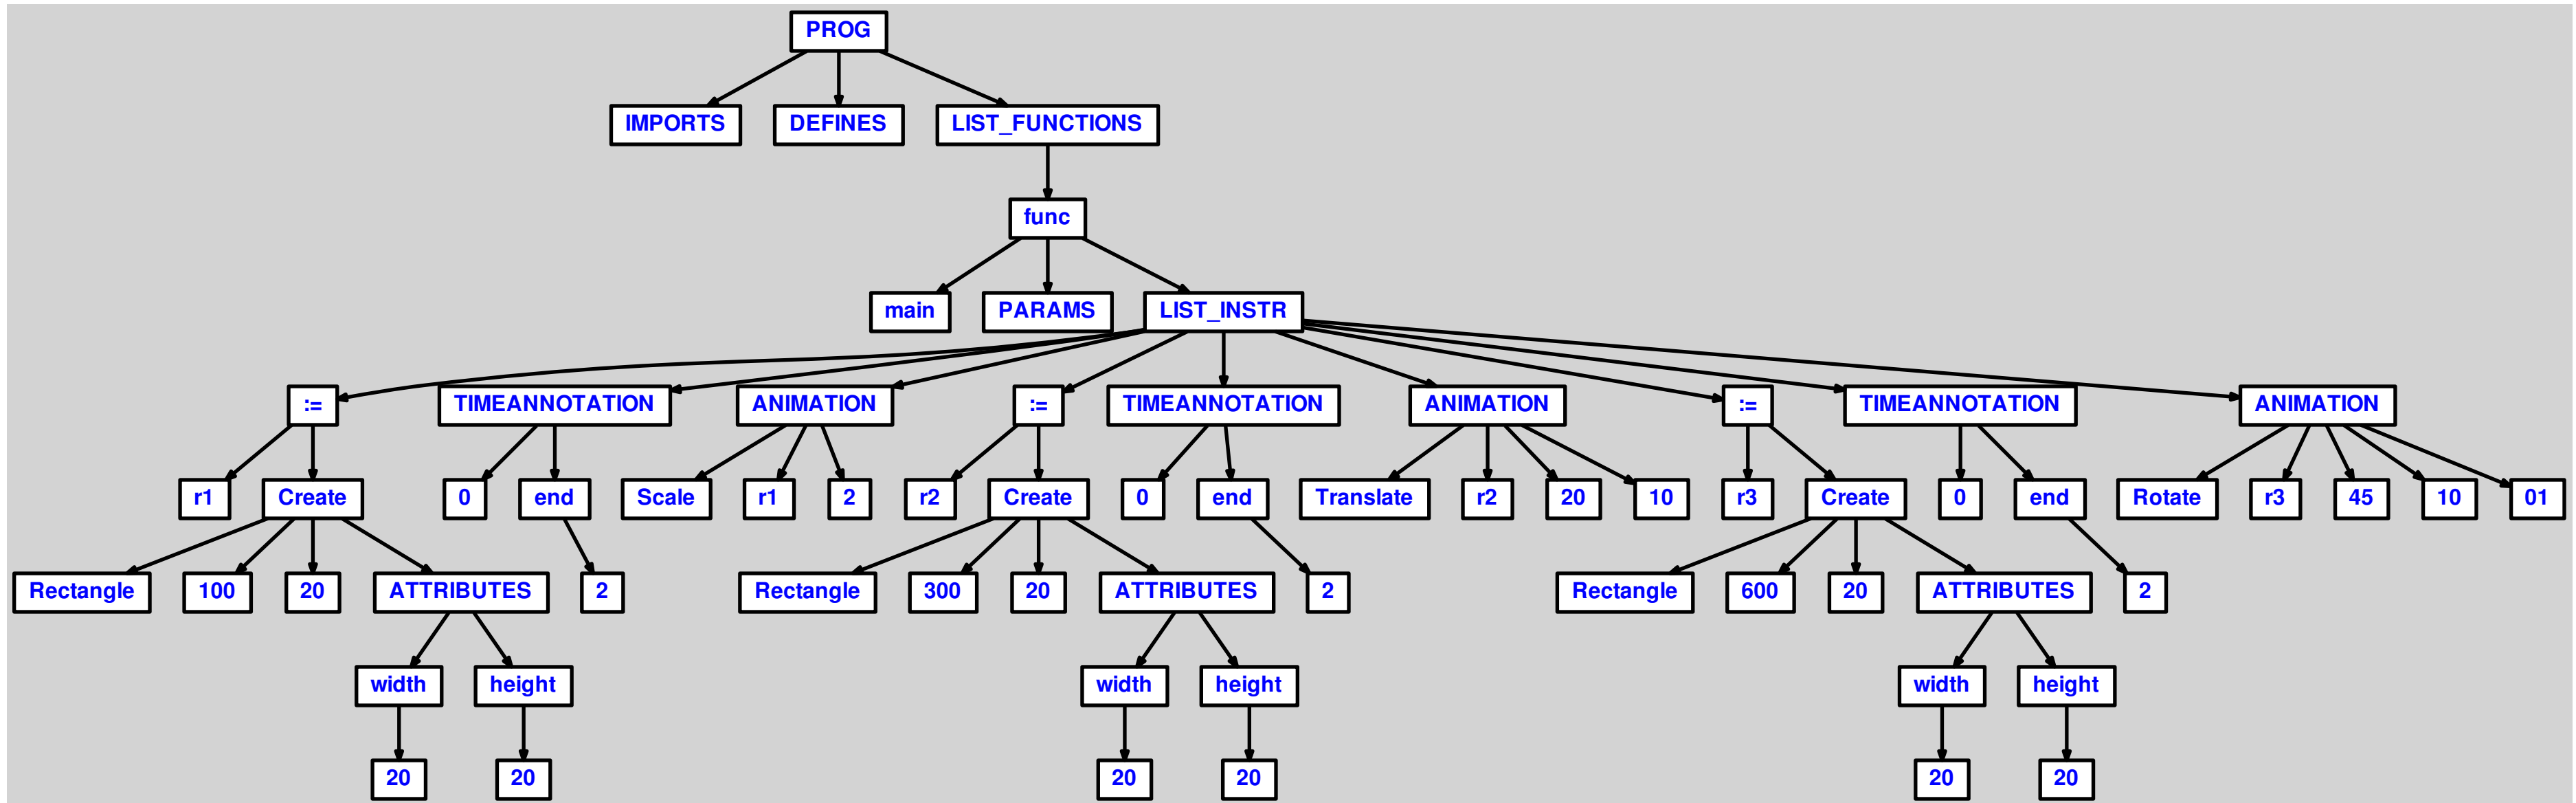 PROG
IMPORTS DEFINES LIST_FUNCTIONS
func
main PARAMS LIST_INSTR
:= TIMEANNOTATION ANIMATION := TIMEANNOTATION ANIMATION := TIMEANNOTATION ANIMATION
r1 Create 0 end Scale r1 2 r2 Create 0 end Translate r2 20 10 r3 Create 0 end Rotate r3 45 10 01
Rectangle 100 20 ATTRIBUTES 2 Rectangle 300 20 ATTRIBUTES 2 Rectangle 600 20 ATTRIBUTES 2
width height width height width height
20 20 20 20 20 20